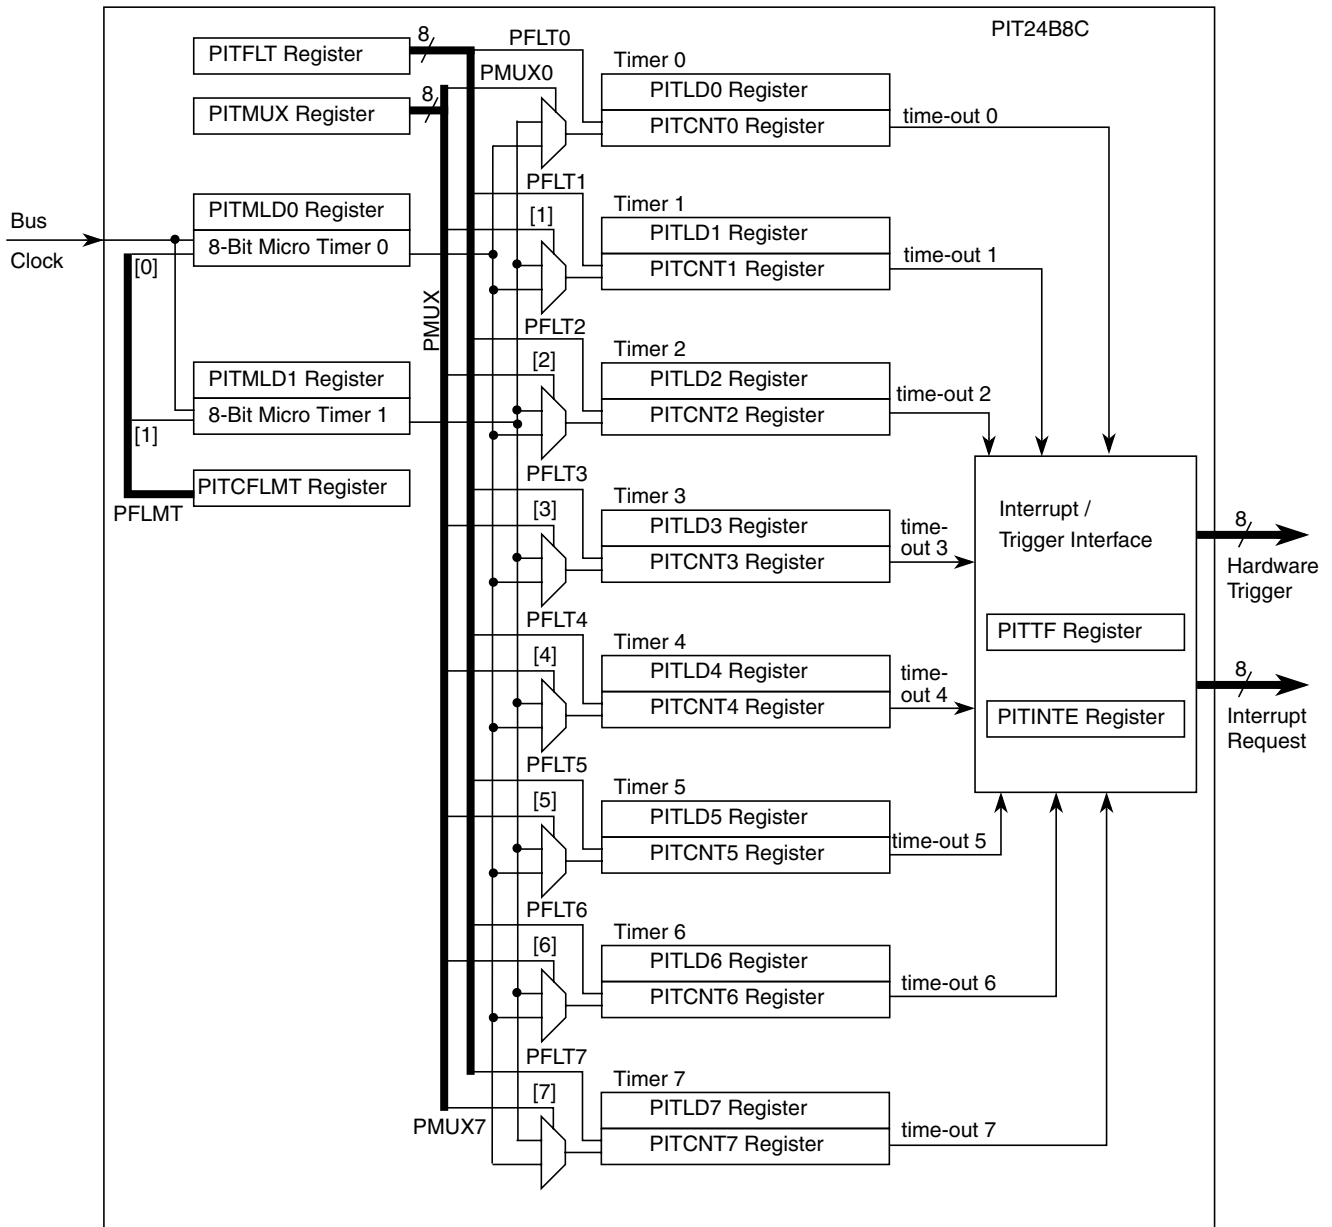 PIT24B8C
8
PITFLT Register
8
PITMUX Register
PITMLD0 Register
8-Bit Micro Timer 0
Bus
Clock
[0]
PITMLD1 Register
8-Bit Micro Timer 1
[1]
PITCFLMT Register
PFLMT
PMUX
PMUX7
PFLT0
PMUX0
Timer 0
PITLD0 Register
PITCNT0 Register
time-out 0
PFLT1
[1]
Timer 1
PITLD1 Register
PITCNT1 Register
time-out 1
PFLT2
[2]
Timer 2
PITLD2 Register
PITCNT2 Register
time-out 2
PFLT3
[3]
Timer 3
PITLD3 Register
PITCNT3 Register
time-
out 3
PFLT4
[4]
Timer 4
PITLD4 Register
PITCNT4 Register
time-
out 4
PFLT5
[5]
Timer 5
PITLD5 Register
PITCNT5 Register
time-out 5
PFLT6
[6]
Timer 6
PITLD6 Register
PITCNT6 Register
time-out 6
PFLT7
[7]
Timer 7
PITLD7 Register
PITCNT7 Register
time-out 7
Interrupt /
Trigger Interface
PITTF Register
PITINTE Register
8
Hardware
Trigger
8
Interrupt
Request